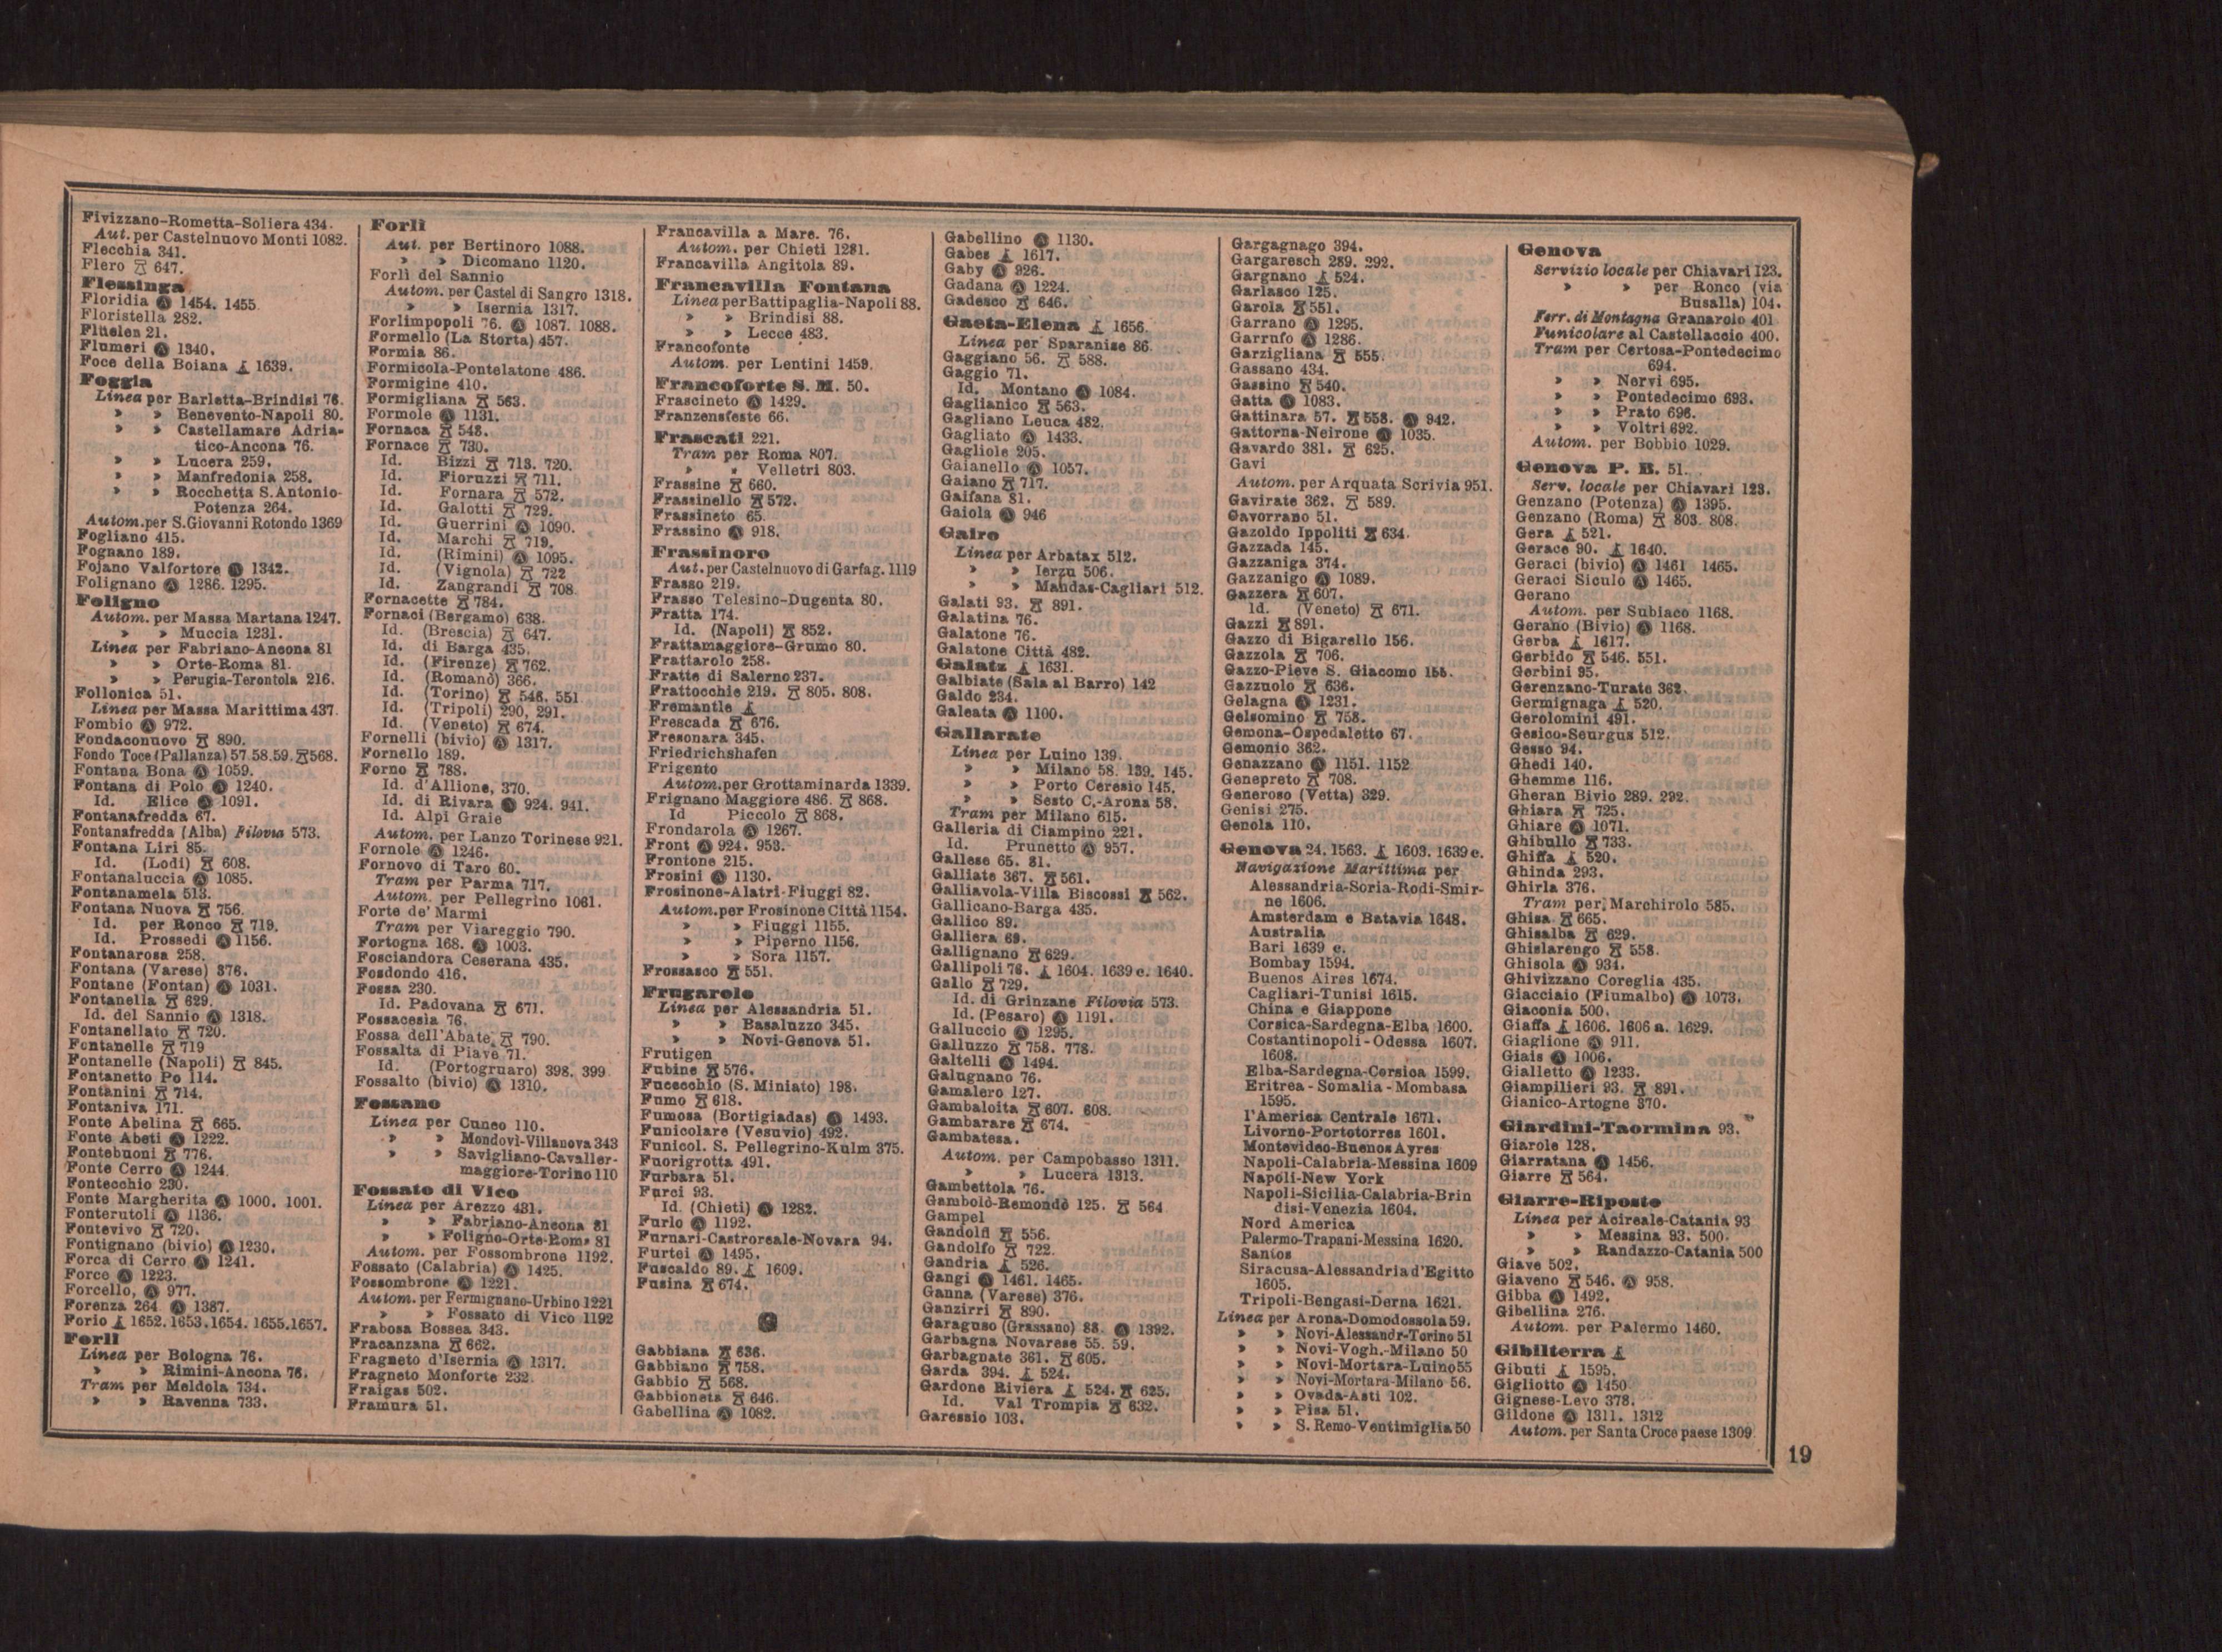 Fivizzano-Rometta-Soliera 434.
Aut. per Castelnuovo Monti 1082.
Flecchia 341.
Flero 647.
Flessinga
Floridia Ⓐ 1454. 1455
Floristella 282.
Flüelen 21.
Flumeri Ⓐ 1340.
Foce della Boiana 1639.
Foggia
Linea per Barletta-Brindisi 76.
» » Benevento-Napoli 80.
» » Castellamare Adria-
tico-Ancona 76.
» » Lucera 259.
» » Manfredonia 258.
» » Rocchetta S. Antonio-
Potenza 264.
Autom. per S. Giovanni Rotondo 1369
Fogliano 415.
Fognano 189.
Fojano Valfortore Ⓐ 1342.
Folignano Ⓐ 1286. 1295.
Foligno
Autom. per Massa Martana 1247.
» » Muccia 1231.
Linea per Fabriano-Ancona 81
» » Orte-Roma 81.
» » Perugia-Terontola 216.
Follonica 51.
Linea per Massa Marittima 437.
Fombio Ⓐ 972.
Fondaconuovo 890.
Fondo Toce (Pallanza) 57. 58. 59. 568.
Fontana Bona Ⓐ 1059.
Fontana di Polo Ⓐ 1240.
Id. Elice Ⓐ 1091.
Fontanafredda 67.
Fontanafredda (Alba) Filovia 573.
Fontana Liri 85.
Id. (Lodi) 608.
Fontanaluccia Ⓐ 1085.
Fontanamela 513.
Fontana Nuova 756.
Id. per Ronco 719.
Id. Prossedi Ⓐ 1156.
Fontanarosa 258.
Fontana (Varese) 376.
Fontane (Fontan) Ⓐ 1031.
Fontanella 629.
Id. del Sannio Ⓐ 1318.
Fontanellato 720.
Fontanelle 719
Fontanelle (Napoli) 845.
Fontanetto Po 114.
Fontanini 714.
Fontaniva 171.
Fonte Abelina 665.
Fonte Abeti Ⓐ 1222.
Fontebuoni 776.
Fonte Cerro Ⓐ 1244.
Fontecchio 230.
Fonte Margherita Ⓐ 1000. 1001.
Fonterutoli Ⓐ 1136.
Fontevivo 720.
Fontignano (bivio) Ⓐ 1230.
Forca di Cerro Ⓐ 1241.
Force Ⓐ 1223.
Forcello, Ⓐ 977.
Forenza 264 Ⓐ 1387.
Forio 1652. 1653. 1654. 1655. 1657.
Forlì
Linea per Bologna 76.
» » Rimini-Ancona 76.
Tram per Meldola 734.
» » Ravenna 733.
Forlì
Aut. per Bertinoro 1088.
» » Dicomano 1120.
Forlì del Sannio
Autom. per Castel di Sangro 1318.
» » Isernia 1317.
Forlimpopoli 76. Ⓐ 1087. 1088.
Formello (La Storta) 457.
Formia 86.
Formicola-Pontelatone 486.
Formigine 410.
Formigliana 563.
Formole Ⓐ 1131.
Fornaca 548.
Fornace 730.
Id. Bizzi 713. 720.
Id. Fioruzzi 711.
Id. Fornara 572.
Id. Galotti 729.
Id. Guerrini Ⓐ 1090.
Id. Marchi 719.
Id. (Rimini) Ⓐ 1095.
Id. (Vignola) 722
Id. Zangrandi 708
Fornacette 784.
Fornaci (Bergamo) 638.
Id. (Brescia) 647.
Id. di Barga 435.
Id. (Firenze) 762.
Id. (Romano) 366.
Id. (Torino) 546. 551
Id. (Tripoli) 290, 291.
Id. (Veneto) 674.
Fornelli (bivio) Ⓐ 1317.
Fornello 189.
Forno 788.
Id. d'Allione, 370.
Id. di Rivara Ⓐ 924. 941.
Id. Alpi Graie
Autom. per Lanzo Torinese 921.
Fornole Ⓐ 1246.
Fornovo di Taro 60.
Tram per Parma 717.
Autom. per Pellegrino 1061.
Forte de' Marmi
Tram per Viareggio 790.
Fortogna 168. Ⓐ 1003.
Fosciandora Ceserana 435.
Fosdondo 416.
Fossa 230.
Id. Padovana 671.
Fossacesia 76.
Fossa dell'Abate 790.
Fossalta di Piave 71.
Id. (Portogruaro) 398. 399
Fossalto (bivio) Ⓐ 1310.
Fossano
Linea per Cuneo 110.
» » Mondovì-Villanova 343
» » Savigliano-Cavaller-
maggiore-Torino 110
Fossato di Vico
Linea per Arezzo 431.
» » Fabriano-Ancona 81
» » Foligno-Orte-Roma 81
Autom. per Fossombrone 1192.
Fossato (Calabria) Ⓐ 1425.
Fossombrone Ⓐ 1221.
Autom. per Fermignano-Urbino 1221
» » Fossato di Vico 1192
Frabosa Bossea 343.
Fracanzana 662.
Fragneto d'Isernia Ⓐ 1317.
Fragneto Monforte 232.
Fraigas 502.
Framura 51.
Francavilla a Mare. 76.
Autom. per Chieti 1281.
Francavilla Angitola 89.
Francavilla Fontana
Linea per Battipaglia-Napoli 88.
» » Brindisi 88.
» » Lecce 483.
Francofonte
Autom. per Lentini 1459.
Francoforte S. M. 50.
Frascineto Ⓐ 1429.
Franzensfeste 66.
Frascati 221.
Tram per Roma 807.
» » Velletri 803.
Frassine 660.
Frassinello 572.
Frassineto 65.
Frassino Ⓐ 918.
Frassinoro
Aut. per Castelnuovo di Garfag. 1119
Frasso 219.
Frasso Telesino-Dugenta 80.
Fratta 174.
Id. (Napoli) 852.
Frattamaggiore-Grumo 80.
Frattarolo 258.
Fratte di Salerno 237.
Frattocchie 219. 805. 808.
Fremantle
Frescada 676.
Fresonara 345.
Friedrichshafen
Frigento
Autom. per Grottaminarda 1339.
Frignano Maggiore 486. 868.
Id Piccolo 868.
Frondarola Ⓐ 1267.
Front Ⓐ 924. 953.
Frontone 215.
Frosini Ⓐ 1130.
Frosinone-Alatri-Fiuggi 82.
Autom. per Frosinone Città 1154.
» » Fiuggi 1155.
» » Piperno 1156.
» » Sora 1157.
Frossasco 551.
Frugarolo
Linea per Alessandria 51.
» » Basaluzzo 345.
» » Novi-Genova 51.
Frutigen
Fubine 576.
Fucecchio (S. Miniato) 198.
Fumo 618.
Fumosa (Bortigiadas) Ⓐ 1493.
Funicolare (Vesuvio) 492.
Funicol. S. Pellegrino-Kulm 375.
Fuorigrotta 491.
Furbara 51.
Furci 93.
Id. (Chieti) Ⓐ 1282.
Furlo Ⓐ 1192.
Furnari-Castroreale-Novara 94.
Furtei Ⓐ 1495.
Fuscaldo 89. 1609.
Fusina 674.
G
Gabbiana 636.
Gabbiano 758.
Gabbio 568.
Gabbioneta 646.
Gabellina Ⓐ 1082.
Gabellino Ⓐ 1130.
Gabes 1617.
Gaby Ⓐ 926.
Gadana Ⓐ 1224.
Gadesco 646.
Gaeta-Elena 1656.
Linea per Sparanise 86.
Gaggiano 56. 588.
Gaggio 71.
Id. Montano Ⓐ 1084.
Gaglianico 563.
Gagliano Leuca 482.
Gagliato Ⓐ 1433.
Gagliole 205.
Gaianello Ⓐ 1057.
Gaiano 717.
Gaifana 81.
Gaiola Ⓐ 946
Gairo
Linea per Arbatax 512.
» » Ierzu 506.
» » Mandas-Cagliari 512.
Galati 93. 891.
Galatina 76.
Galatone 76.
Galatone Città 482.
Galatz 1631.
Galbiate (Sala al Barro) 142
Galdo 234.
Galeata Ⓐ 1100.
Gallarate
Linea per Luino 139.
» » Milano 58. 139. 145.
» » Porto Ceresio 145.
» » Sesto C.-Arona 58.
Tram per Milano 615.
Galleria di Ciampino 221.
Id. Prunetto Ⓐ 957.
Gallese 65. 81.
Galliate 367. 561.
Galliavola-Villa Biscossi 562.
Gallicano-Barga 435.
Gallico 89.
Galliera 69.
Gallignano 629.
Gallipoli 76. 1604. 1639 e. 1640.
Gallo 729.
Id. di Grinzane Filovia 573.
Id. (Pesaro) Ⓐ 1191.
Galluccio Ⓐ 1295.
Galluzzo 758. 778.
Galtelli Ⓐ 1494.
Galugnano 76.
Gamalero 127.
Gambaloita 607. 608.
Gambarare 674.
Gambatesa.
Autom. per Campobasso 1311.
» » Lucera 1313.
Gambettola 76.
Gambolò-Remondò 125. 564
Gampel
Gandolfi 556.
Gandolfo 722.
Gandria 526.
Gangi Ⓐ 1461. 1465.
Ganna (Varese) 376.
Ganzirri 890.
Garaguso (Grassano) 88. Ⓐ 1392.
Garbagna Novarese 55. 59.
Garbagnate 361. 605.
Garda 394. 524.
Gardone Riviera 524. 625.
Id. Val Trompia 632.
Garessio 103.
Gargagnago 394.
Gargaresch 289. 292.
Gargnano 524.
Garlasco 125.
Garola 551.
Garrano Ⓐ 1295.
Garrufo Ⓐ 1286.
Garzigliana 555.
Gassano 434.
Gassino 540.
Gatta Ⓐ 1083.
Gattinara 57. 558. Ⓐ 942.
Gattorna-Neirone Ⓐ 1035.
Gavardo 381. 625.
Gavi
Autom. per Arquata Scrivia 951.
Gavirate 362. 589.
Gavorrano 51.
Gazoldo Ippoliti 634.
Gazzada 145.
Gazzaniga 374.
Gazzanigo Ⓐ 1089.
Gazzera 607.
Id. (Veneto) 671.
Gazzi 891.
Gazzo di Bigarello 156.
Gazzola 706.
Gazzo-Pieve S. Giacomo 155.
Gazzuolo 636.
Gelagna Ⓐ 1231.
Gelsomino 758.
Gemona-Ospedaletto 67.
Gemonio 362.
Genazzano Ⓐ 1151. 1152
Genepreto 708.
Generoso (Vetta) 329.
Genisi 275.
Genola 110.
Genova 24. 1563. 1603. 1639 e.
Navigazione Marittima per
Alessandria-Soria-Rodi-Smir-
ne 1606.
Amsterdam e Batavia 1648.
Australia
Bari 1639 e.
Bombay 1594.
Buenos Aires 1674.
Cagliari-Tunisi 1615.
China e Giappone
Corsica-Sardegna-Elba 1600.
Costantinopoli-Odessa 1607.
1608.
Elba-Sardegna-Corsica 1599.
Eritrea-Somalia-Mombasa
1595.
l'America Centrale 1671.
Livorno-Portotorres 1601.
Montevideo-Buenos Ayres
Napoli-Calabria-Messina 1609
Napoli-New York
Napoli-Sicilia-Calabria-Brin
disi-Venezia 1604.
Nord America
Palermo-Trapani-Messina 1620.
Santos
Siracusa-Alessandria d'Egitto
1605.
Tripoli-Bengasi-Derna 1621.
Linea per Arona-Domodossola 59.
» » Novi-Alessandr-Torino 51
» » Novi-Vogh.-Milano 50
» » Novi-Mortara-Luino 55
» » Novi-Mortara-Milano 56.
» » Ovada-Asti 102.
» » Pisa 51.
» » S. Remo-Ventimiglia 50
Genova
Servizio locale per Chiavari 123.
» » per Ronco (via
Busalla) 104.
Ferr. di Montagna Granarolo 401
Funicolare al Castellaccio 400.
Tram per Certosa-Pontedecimo
694.
» » Nervi 695.
» » Pontedecimo 693.
» » Prato 696.
» » Voltri 692.
Autom. per Bobbio 1029.
Genova P. B. 51.
Serv. locale per Chiavari 123.
Genzano (Potenza) Ⓐ 1395.
Genzano (Roma) 803. 808.
Gera 521.
Gerace 90. 1640.
Geraci (bivio) Ⓐ 1461 1465.
Geraci Siculo Ⓐ 1465.
Gerano
Autom. per Subiaco 1168.
Gerano (Bivio) Ⓐ 1168.
Gerba 1617.
Gerbido 546. 551.
Gerbini 95.
Gerenzano-Turate 362.
Germignaga 520.
Gerolomini 491.
Gesico-Seurgus 512.
Gesso 94.
Ghedi 140.
Ghemme 116.
Gheran Bivio 289. 292.
Ghiara 725.
Ghiare Ⓐ 1071.
Ghibullo 733.
Ghiffa 520.
Ghinda 293.
Ghirla 376.
Tram per Marchirolo 585.
Ghisa 665.
Ghisalba 629.
Ghislarengo 558.
Ghisola Ⓐ 934.
Ghivizzano Coreglia 435.
Giacciaio (Fiumalbo) Ⓐ 1073.
Giaconia 500.
Giaffa 1606. 1606 a. 1629.
Giaglione Ⓐ 911.
Giais Ⓐ 1006.
Gialletto Ⓐ 1233.
Giampilieri 93. 891.
Gianico-Artogne 370.
Giardini-Taormina 93.
Giarole 128.
Giarratana Ⓐ 1456.
Giarre 564.
Giarre-Riposto
Linea per Acireale-Catania 93
» » Messina 93. 500.
» » Randazzo-Catania 500
Giave 502.
Giaveno 546. Ⓐ 958.
Gibba Ⓐ 1492.
Gibellina 276.
Autom. per Palermo 1460.
Gibilterra
Gibuti 1595.
Gigliotto Ⓐ 1450
Gignese-Levo 378.
Gildone Ⓐ 1311. 1312
Autom. per Santa Croce paese 1309
19